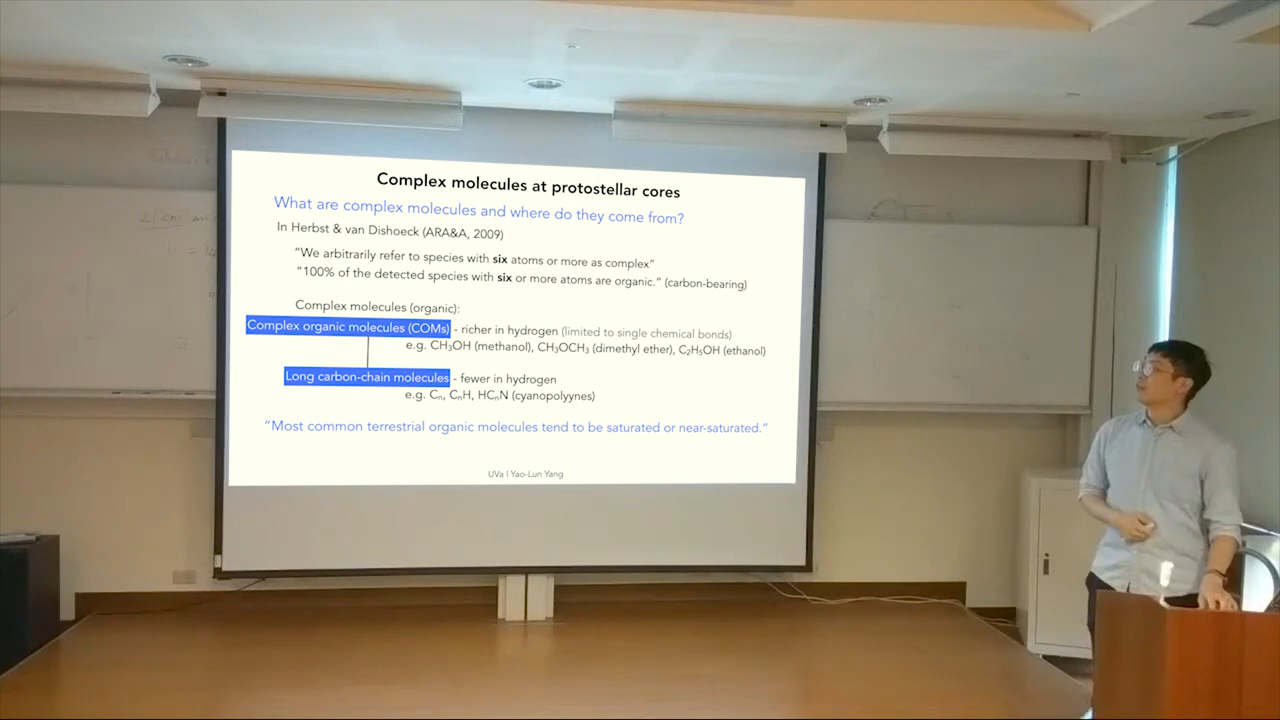 Complex molecules at protostellar cores
What are complex molecules and where do they come from?
In Herbst & van Dishoeck (ARA&A, 2009)
“We arbitrarily refer to species with six atoms or more as complex”
“100% of the detected species with six or more atoms are organic.” (carbon-bearing)
Complex molecules (organic):
Complex organic molecules (COMs) - richer in hydrogen (limited to single chemical bonds)
e.g. CH₃OH (methanol), CH₃OCH₃ (dimethyl ether), C₂H₅OH (ethanol)
Long carbon-chain molecules - fewer in hydrogen
e.g. Cₙ, CₙH, HCₙN (cyanopolyynes)
“Most common terrestrial organic molecules tend to be saturated or near-saturated.”
UVa | Yao-Lun Yang